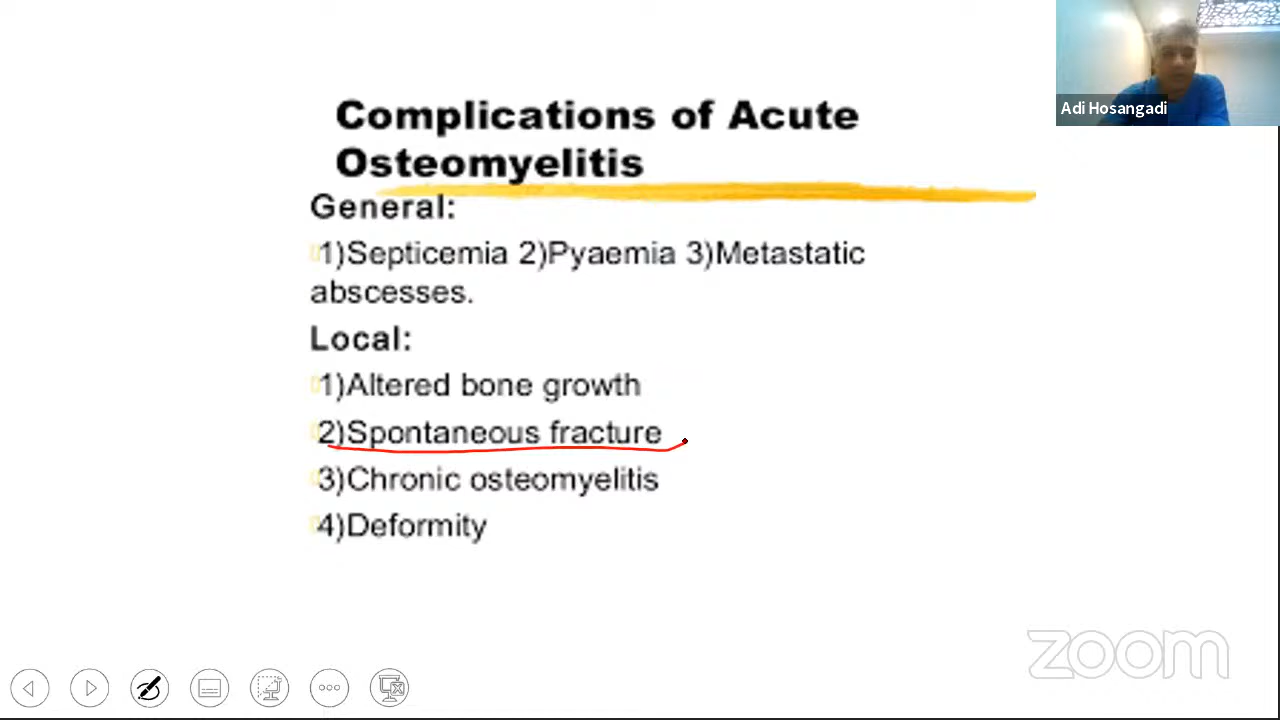 Adi Hosangadi
Complications of Acute
Osteomyelitis
General:
1)Septicemia 2)Pyaemia 3)Metastatic
abscesses.
Local:
1)Altered bone growth
2)Spontaneous fracture
3)Chronic osteomyelitis
4)Deformity
zoom